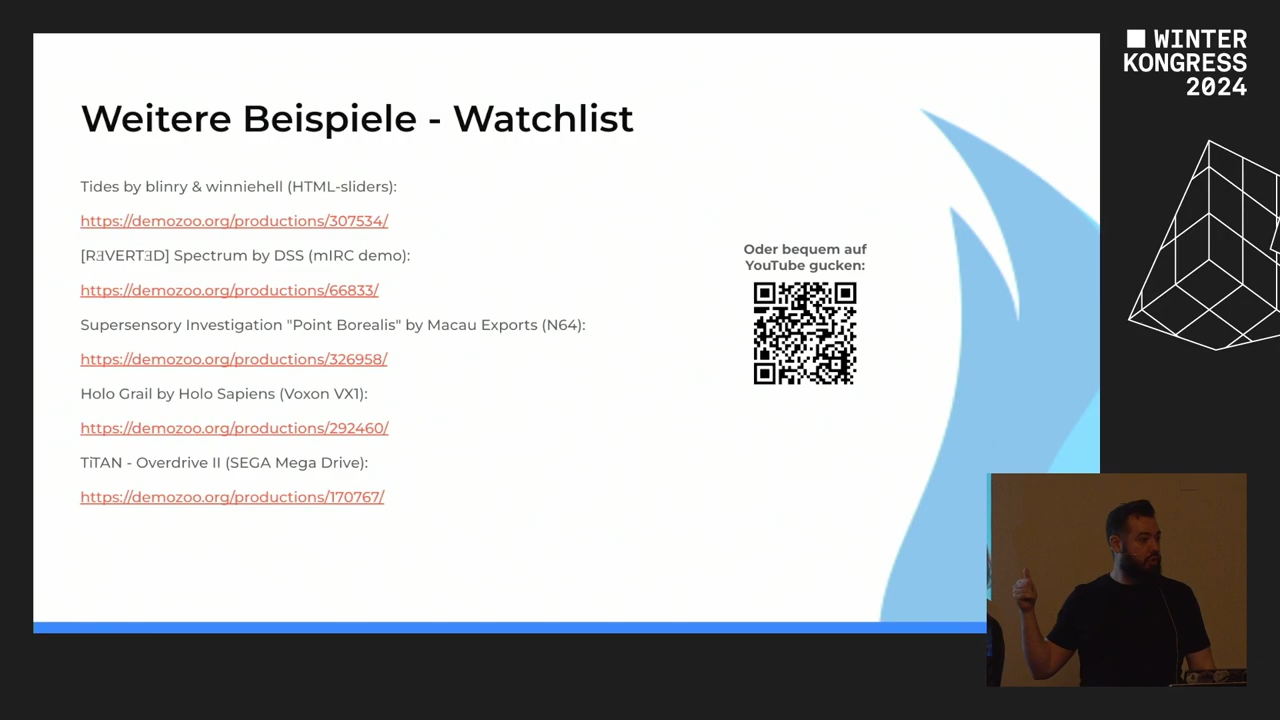 WINTER
KONGRESS
2024
Weitere Beispiele - Watchlist
Tides by blinry & winniehell (HTML-sliders):
https://demozoo.org/productions/307534/
[RƎVERTƎD] Spectrum by DSS (mIRC demo):
https://demozoo.org/productions/66833/
Supersensory Investigation "Point Borealis" by Macau Exports (N64):
https://demozoo.org/productions/326958/
Holo Grail by Holo Sapiens (Voxon VX1):
https://demozoo.org/productions/292460/
TiTAN - Overdrive II (SEGA Mega Drive):
https://demozoo.org/productions/170767/
Oder bequem auf
YouTube gucken: